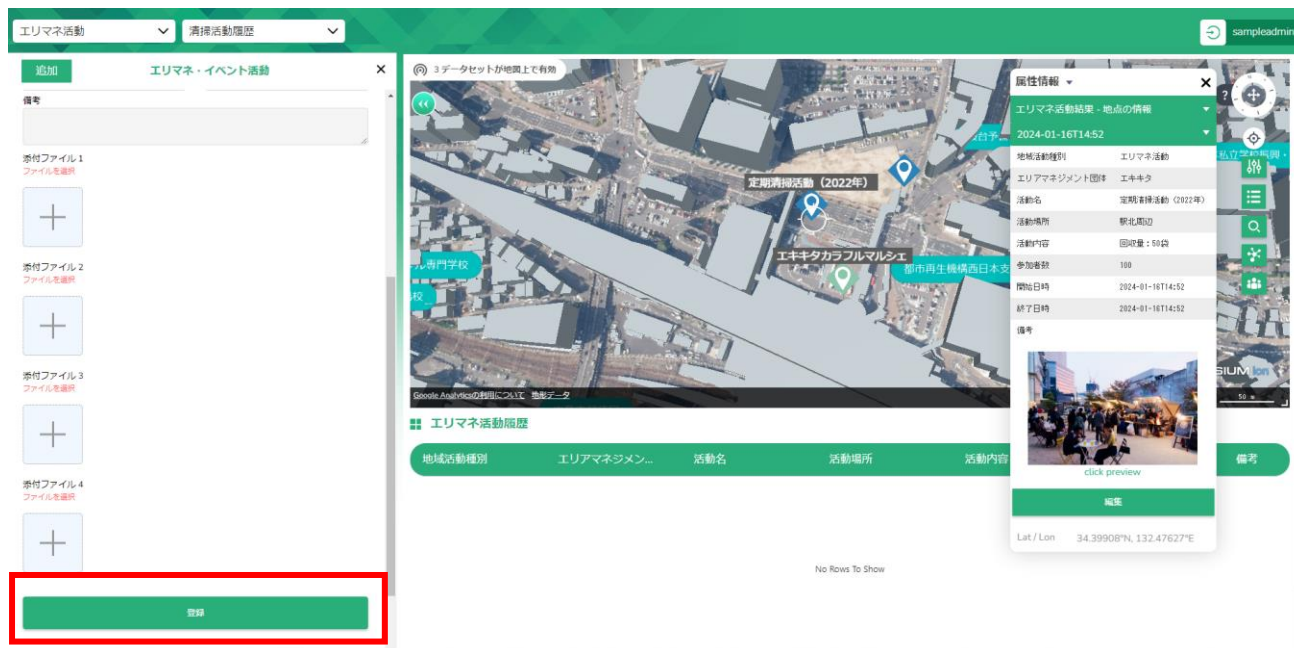 エリマネ活動
清掃活動履歴
sampleadmin
追加
エリマネ・イベント活動
備考
添付ファイル 1
ファイルを選択
添付ファイル 2
ファイルを選択
添付ファイル 3
ファイルを選択
添付ファイル 4
ファイルを選択
登録
3 データセットが地図上で有効
定期清掃活動（2022年）
エキキタカラフルマルシェ
都市再生機構西日本支
ル専門学校
校
台予
Google Analyticsの利用について 地形データ
SIUM ion
50 m
属性情報
エリマネ活動結果 - 地点の情報
2024-01-16T14:52
地域活動種別 エリマネ活動
エリアマネジメント団体 エキキタ
活動名 定期清掃活動（2022年）
活動場所 駅北周辺
活動内容 回収量：50袋
参加者数 100
開始日時 2024-01-16T14:52
終了日時 2024-01-16T14:52
備考
click preview
編集
Lat / Lon 34.39908°N, 132.47627°E
エリマネ活動履歴
地域活動種別 エリアマネジメン... 活動名 活動場所 活動内容 備考
No Rows To Show